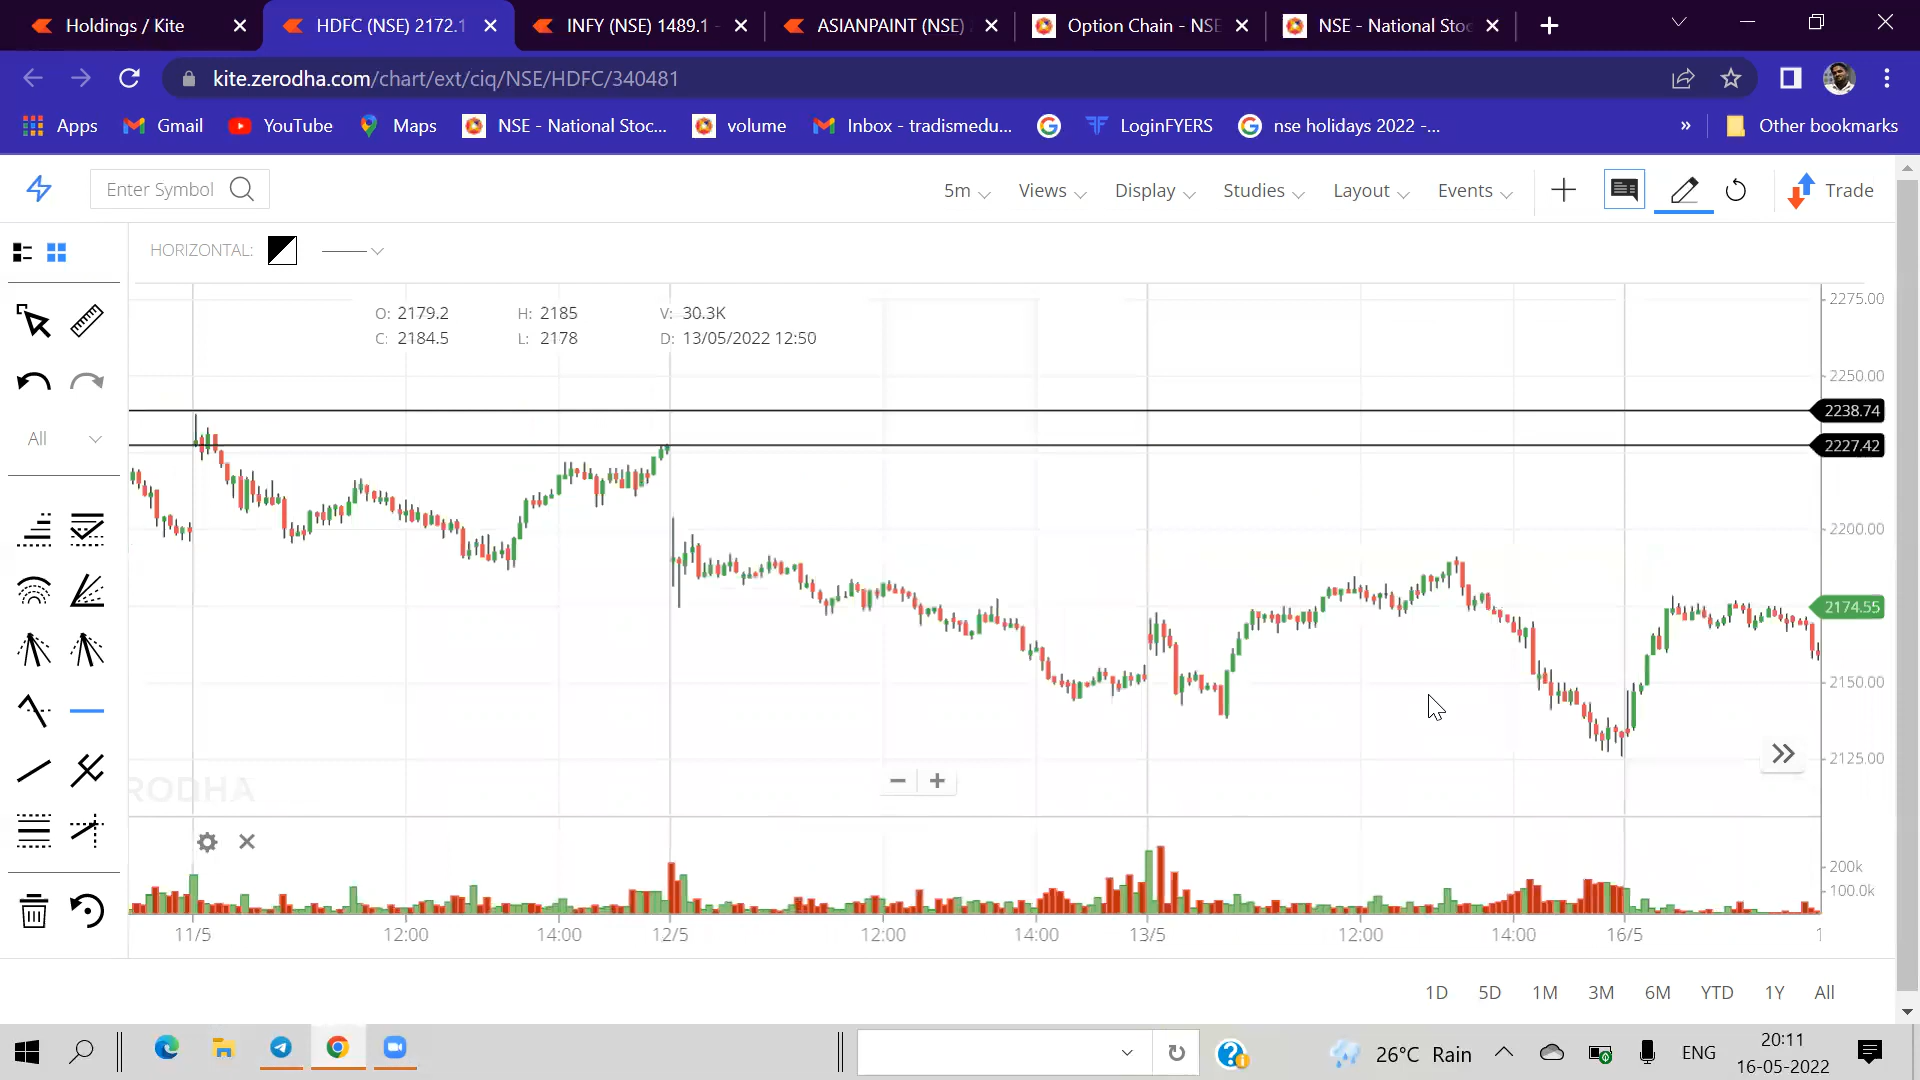 Holdings / Kite
HDFC (NSE) 2172.1
INFY (NSE) 1489.1 -
ASIANPAINT (NSE)
Option Chain - NSE
NSE - National Stoc
kite.zerodha.com/chart/ext/ciq/NSE/HDFC/340481
Apps
Gmail
YouTube
Maps
NSE - National Stoc...
volume
Inbox - tradismedu...
LoginFYERS
nse holidays 2022 -...
»
Other bookmarks
Enter Symbol
5m
Views
Display
Studies
Layout
Events
Trade
HORIZONTAL:
O: 2179.2 H: 2185 V: 30.3K
C: 2184.5 L: 2178 D: 13/05/2022 12:50
All
2275.00
2250.00
2238.74
2227.42
2200.00
2174.55
2150.00
2125.00
RODHA
200k
100.0k
11/5 12:00 14:00 12/5 12:00 14:00 13/5 12:00 14:00 16/5 1
1D 5D 1M 3M 6M YTD 1Y All
26°C Rain
ENG
20:11
16-05-2022